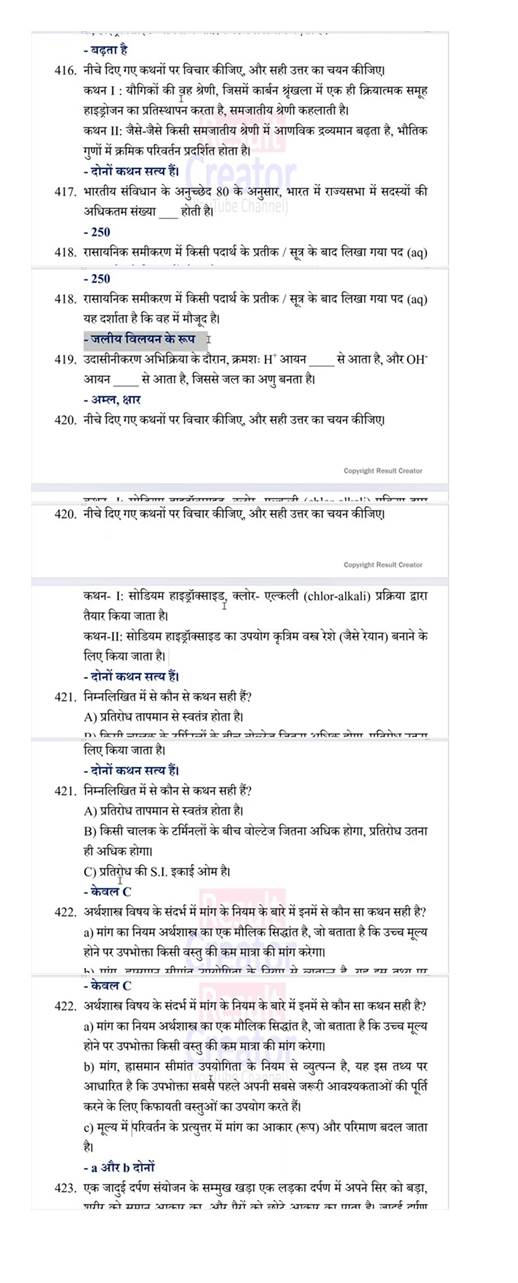 - बढ़ता है
416. नीचे दिए गए कथनों पर विचार कीजिए, और सही उत्तर का चयन कीजिए।
कथन I : यौगिकों की वह श्रेणी, जिसमें कार्बन श्रृंखला में एक ही क्रियात्मक समूह
हाइड्रोजन का प्रतिस्थापन करता है, समजातीय श्रेणी कहलाती है।
कथन II: जैसे-जैसे किसी समजातीय श्रेणी में आणविक द्रव्यमान बढ़ता है, भौतिक
गुणों में क्रमिक परिवर्तन प्रदर्शित होता है।
- दोनों कथन सत्य हैं।
Creator
417. भारतीय संविधान के अनुच्छेद 80 के अनुसार, भारत में राज्यसभा में सदस्यों की
अधिकतम संख्या ____ होती है।
(YouTube Channel)
- 250
418. रासायनिक समीकरण में किसी पदार्थ के प्रतीक / सूत्र के बाद लिखा गया पद (aq)
- 250
418. रासायनिक समीकरण में किसी पदार्थ के प्रतीक / सूत्र के बाद लिखा गया पद (aq)
यह दर्शाता है कि वह में मौजूद है।
- जलीय विलयन के रूप
419. उदासीनीकरण अभिक्रिया के दौरान, क्रमशः H⁺ आयन ____ से आता है, और OH⁻
आयन ____ से आता है, जिससे जल का अणु बनता है।
- अम्ल, क्षार
420. नीचे दिए गए कथनों पर विचार कीजिए, और सही उत्तर का चयन कीजिए।
Copyright Result Creator
420. नीचे दिए गए कथनों पर विचार कीजिए, और सही उत्तर का चयन कीजिए।
Copyright Result Creator
कथन- I: सोडियम हाइड्रॉक्साइड, क्लोर- एल्कली (chlor-alkali) प्रक्रिया द्वारा
तैयार किया जाता है।
कथन-II: सोडियम हाइड्रॉक्साइड का उपयोग कृत्रिम वस्त्र रेशे (जैसे रेयान) बनाने के
लिए किया जाता है।
- दोनों कथन सत्य हैं।
421. निम्नलिखित में से कौन से कथन सही हैं?
A) प्रतिरोध तापमान से स्वतंत्र होता है।
लिए किया जाता है।
- दोनों कथन सत्य हैं।
421. निम्नलिखित में से कौन से कथन सही हैं?
A) प्रतिरोध तापमान से स्वतंत्र होता है।
B) किसी चालक के टर्मिनलों के बीच वोल्टेज जितना अधिक होगा, प्रतिरोध उतना
ही अधिक होगा।
C) प्रतिरोध की S.I. इकाई ओम है।
- केवल C
Result
422. अर्थशास्त्र विषय के संदर्भ में मांग के नियम के बारे में इनमें से कौन सा कथन सही है?
a) मांग का नियम अर्थशास्त्र का एक मौलिक सिद्धांत है, जो बताता है कि उच्च मूल्य
होने पर उपभोक्ता किसी वस्तु की कम मात्रा की मांग करेगा।
- केवल C
422. अर्थशास्त्र विषय के संदर्भ में मांग के नियम के बारे में इनमें से कौन सा कथन सही है?
a) मांग का नियम अर्थशास्त्र का एक मौलिक सिद्धांत है, जो बताता है कि उच्च मूल्य
होने पर उपभोक्ता किसी वस्तु की कम मात्रा की मांग करेगा।
b) मांग, ह्रासमान सीमांत उपयोगिता के नियम से व्युत्पन्न है, यह इस तथ्य पर
आधारित है कि उपभोक्ता सबसे पहले अपनी सबसे जरूरी आवश्यकताओं की पूर्ति
करने के लिए किफायती वस्तुओं का उपयोग करते हैं।
c) मूल्य में परिवर्तन के प्रत्युत्तर में मांग का आकार (रूप) और परिमाण बदल जाता
है।
- a और b दोनों
423. एक जादुई दर्पण संयोजन के सम्मुख खड़ा एक लड़का दर्पण में अपने सिर को बड़ा,